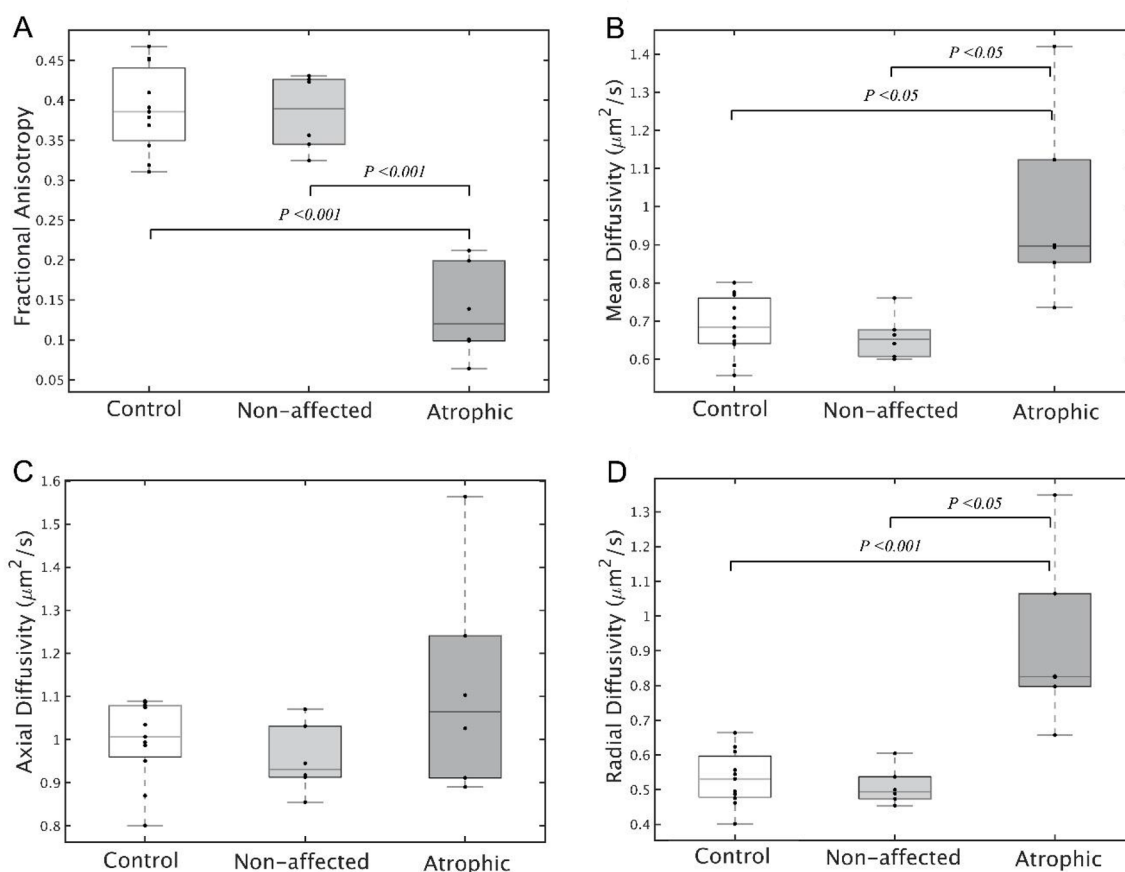 A
Fractional Anisotropy
0.45
0.4
0.35
0.3
0.25
0.2
0.15
0.1
0.05
P <0.001
P <0.001
Control Non-affected Atrophic
B
Mean Diffusivity (μm²/s)
1.4
1.3
1.2
1.1
1
0.9
0.8
0.7
0.6
P <0.05
P <0.05
Control Non-affected Atrophic
C
Axial Diffusivity (μm²/s)
1.6
1.5
1.4
1.3
1.2
1.1
1
0.9
0.8
Control Non-affected Atrophic
D
Radial Diffusivity (μm²/s)
1.3
1.2
1.1
1
0.9
0.8
0.7
0.6
0.5
0.4
P <0.05
P <0.001
Control Non-affected Atrophic